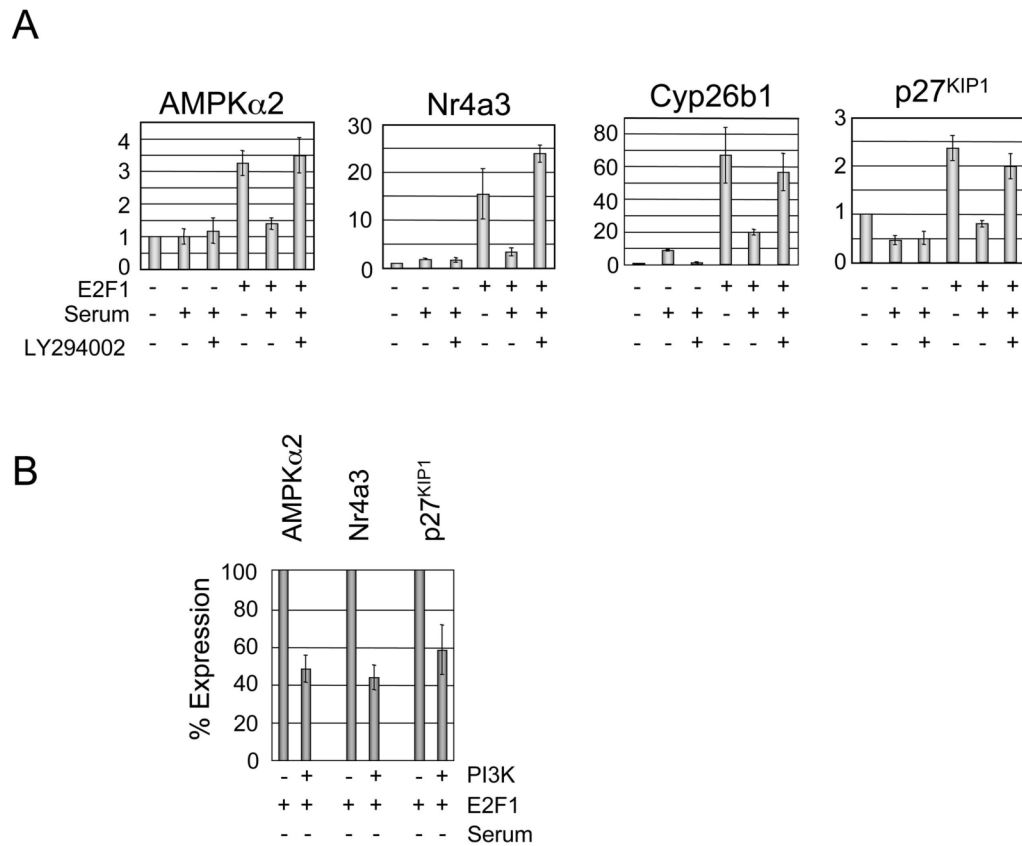 A
AMPKα2 Nr4a3 Cyp26b1 p27KIP1
4 3 2 1 0
30 20 10 0
80 60 40 20 0
3 2 1 0
E2F1 - - - + + + - - - + + + - - - + + + - - - + + +
Serum - + + - + + - + + - + + - + + - + + - + + - + +
LY294002 - - + - - + - - + - - + - - + - - + - - + - - +
B
AMPKα2 Nr4a3 p27KIP1
% Expression
100
80
60
40
20
0
- + - + - + PI3K
+ + + + + + E2F1
- - - - - - Serum